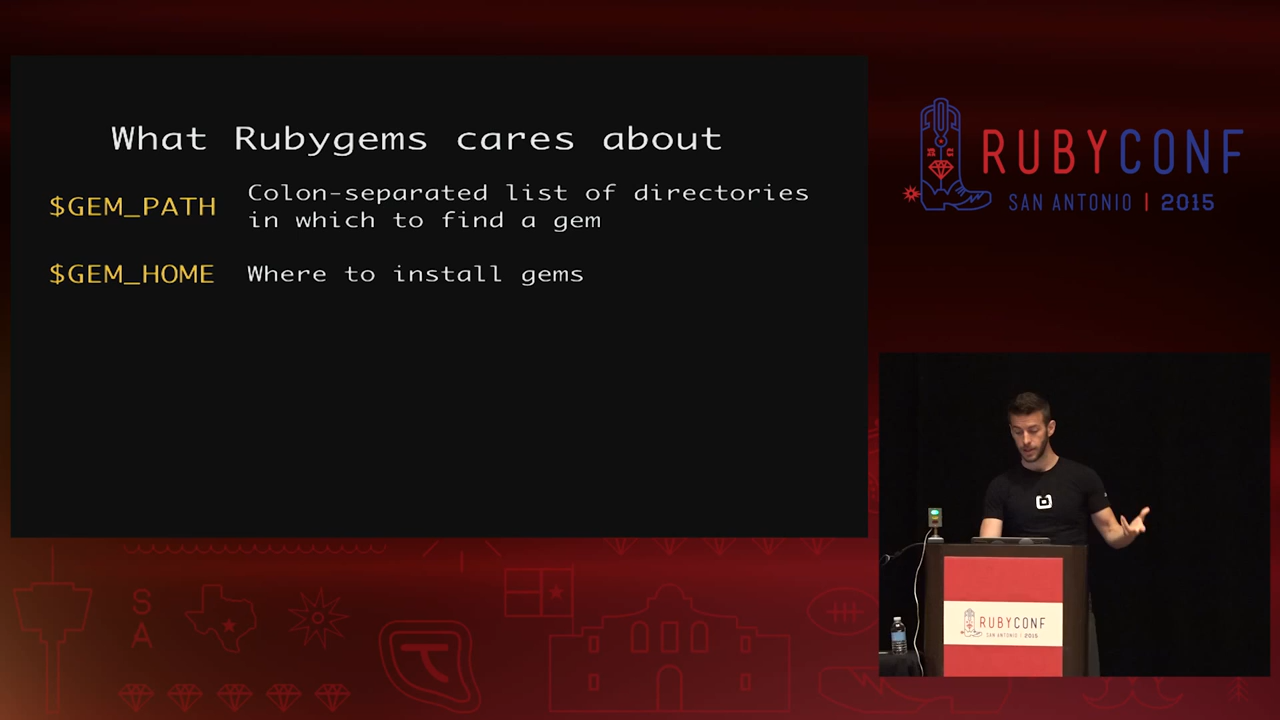 What Rubygems cares about
$GEM_PATH
Colon-separated list of directories
in which to find a gem
$GEM_HOME
Where to install gems
RUBYCONF
SAN ANTONIO | 2015
S
A
RUBYCONF
SAN ANTONIO | 2015